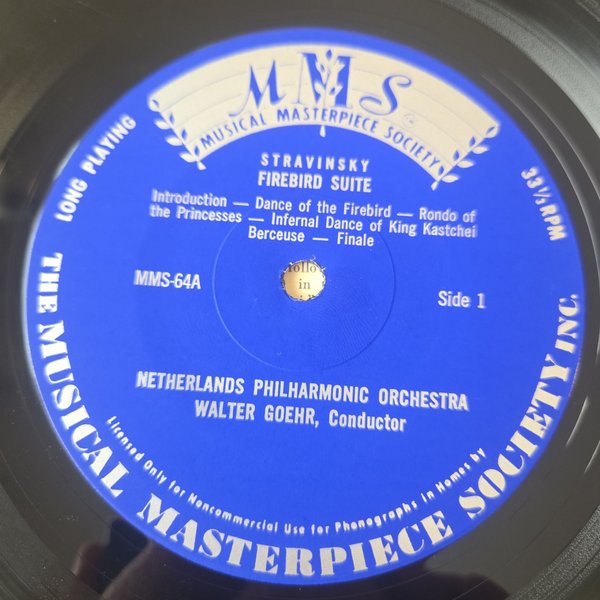 MMS
MUSICAL MASTERPIECE SOCIETY
LONG PLAYING
33⅓ RPM
STRAVINSKY
FIREBIRD SUITE
Introduction — Dance of the Firebird — Rondo of
the Princesses — Infernal Dance of King Kastchei
Berceuse — Finale
MMS-64A
Side 1
in
NETHERLANDS PHILHARMONIC ORCHESTRA
WALTER GOEHR, Conductor
Licensed Only for Noncommercial Use for Phonographs in Homes by
THE MUSICAL MASTERPIECE SOCIETY INC.